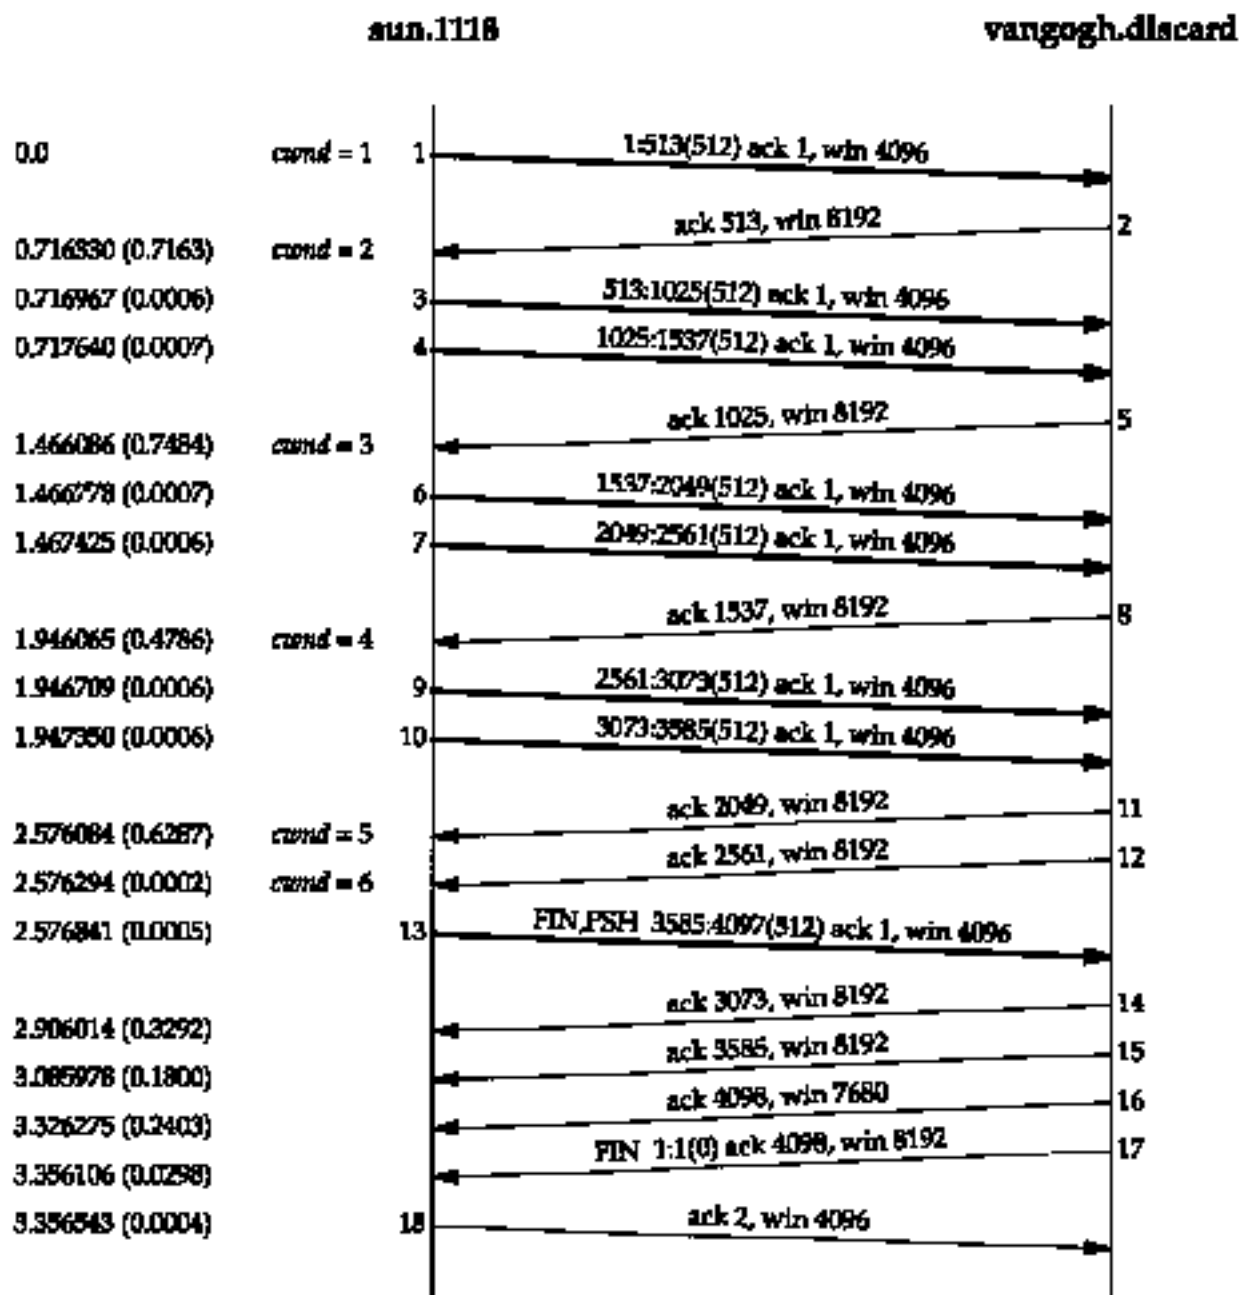 sun.1118 vangogh.discard
0.0 cwnd = 1 1 1:513(512) ack 1, win 4096
ack 513, win 8192 2
0.716330 (0.7163) cwnd = 2
0.716967 (0.0006) 3 513:1025(512) ack 1, win 4096
0.717640 (0.0007) 4 1025:1537(512) ack 1, win 4096
ack 1025, win 8192 5
1.466086 (0.7484) cwnd = 3
1.466778 (0.0007) 6 1537:2049(512) ack 1, win 4096
1.467425 (0.0006) 7 2049:2561(512) ack 1, win 4096
ack 1537, win 8192 8
1.946065 (0.4786) cwnd = 4
1.946709 (0.0006) 9 2561:3073(512) ack 1, win 4096
1.947350 (0.0006) 10 3073:3585(512) ack 1, win 4096
ack 2049, win 8192 11
2.576084 (0.6287) cwnd = 5
ack 2561, win 8192 12
2.576294 (0.0002) cwnd = 6
2.576841 (0.0005) 13 FIN,PSH 3585:4097(512) ack 1, win 4096
ack 3073, win 8192 14
2.906014 (0.3292)
ack 3585, win 8192 15
3.085978 (0.1800)
ack 4098, win 7680 16
3.326275 (0.2403)
FIN 1:1(0) ack 4098, win 8192 17
3.356106 (0.0298)
3.356543 (0.0004) 18 ack 2, win 4096